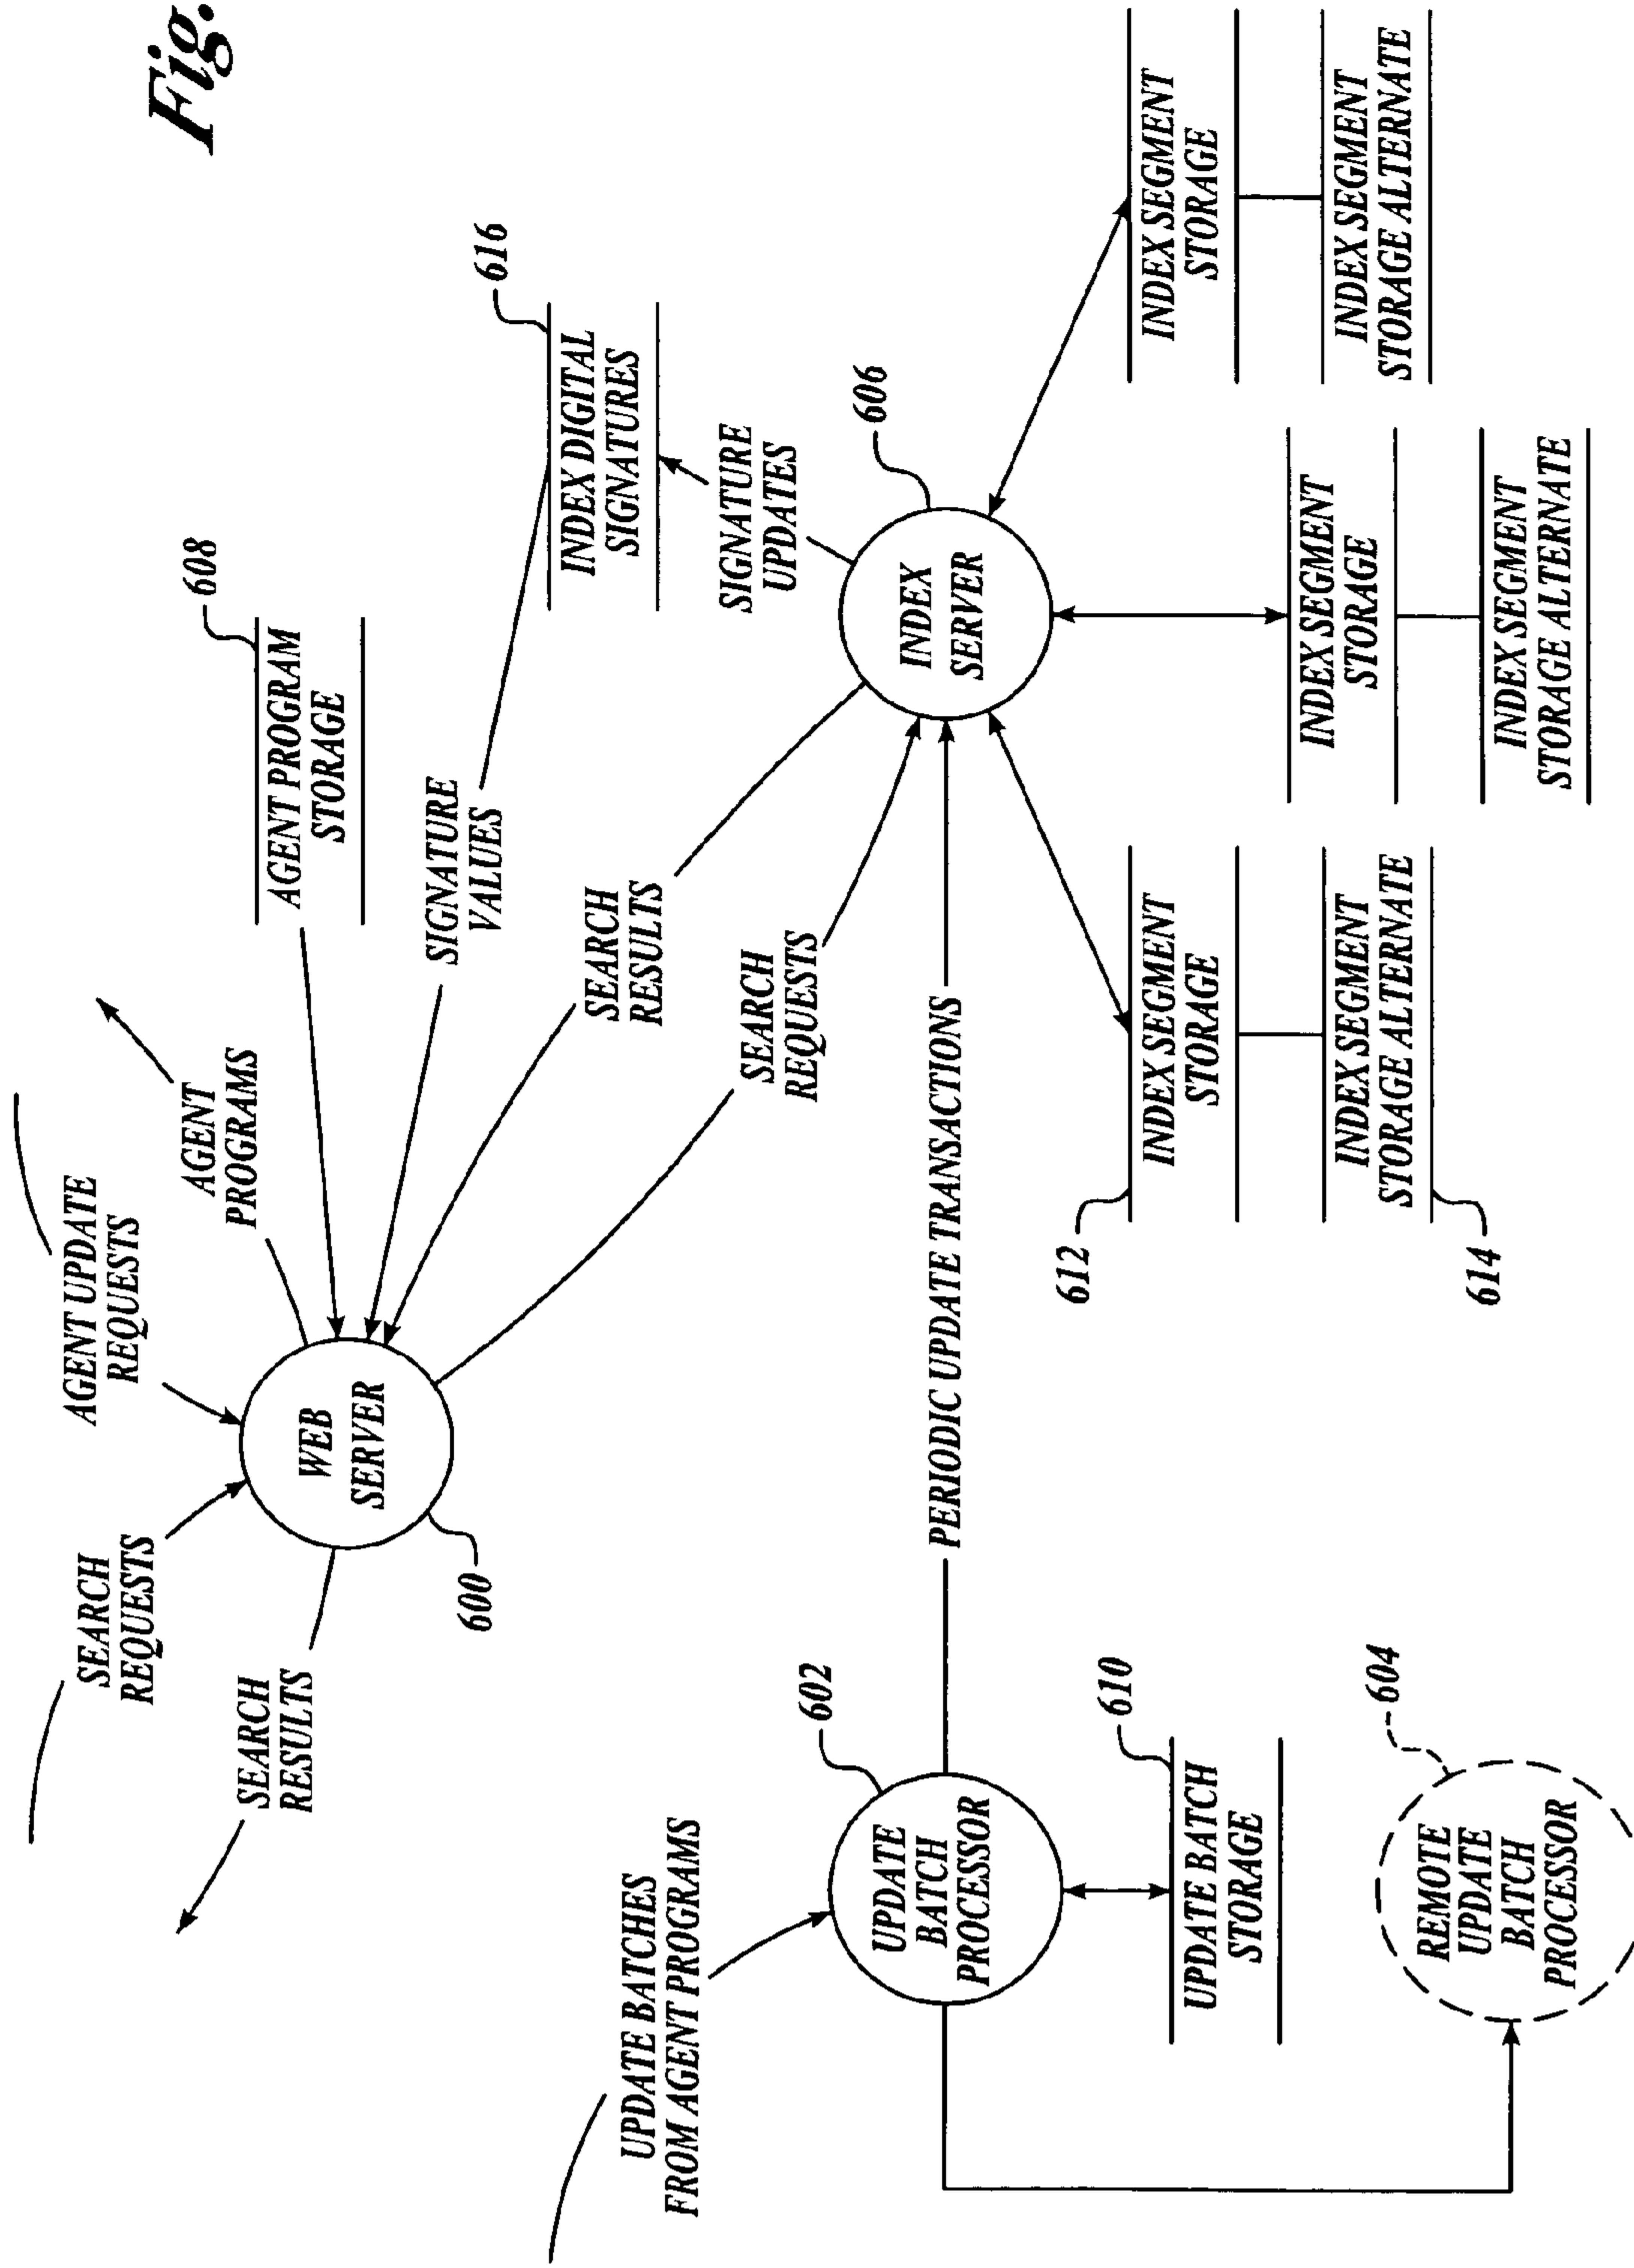 Fig.
SEARCH
REQUESTS
AGENT UPDATE
REQUESTS
AGENT
PROGRAMS
608
AGENT PROGRAM
STORAGE
616
INDEX DIGITAL
SIGNATURES
SEARCH
RESULTS
WEB
SERVER
600
SIGNATURE
VALUES
SEARCH
RESULTS
SEARCH
REQUESTS
SIGNATURE
UPDATES
606
INDEX
SERVER
UPDATE BATCHES
FROM AGENT PROGRAMS
602
UPDATE
BATCH
PROCESSOR
PERIODIC UPDATE TRANSACTIONS
610
UPDATE BATCH
STORAGE
604
REMOTE
UPDATE
BATCH
PROCESSOR
612
INDEX SEGMENT
STORAGE
INDEX SEGMENT
STORAGE ALTERNATE
614
INDEX SEGMENT
STORAGE
INDEX SEGMENT
STORAGE ALTERNATE
INDEX SEGMENT
STORAGE
INDEX SEGMENT
STORAGE ALTERNATE